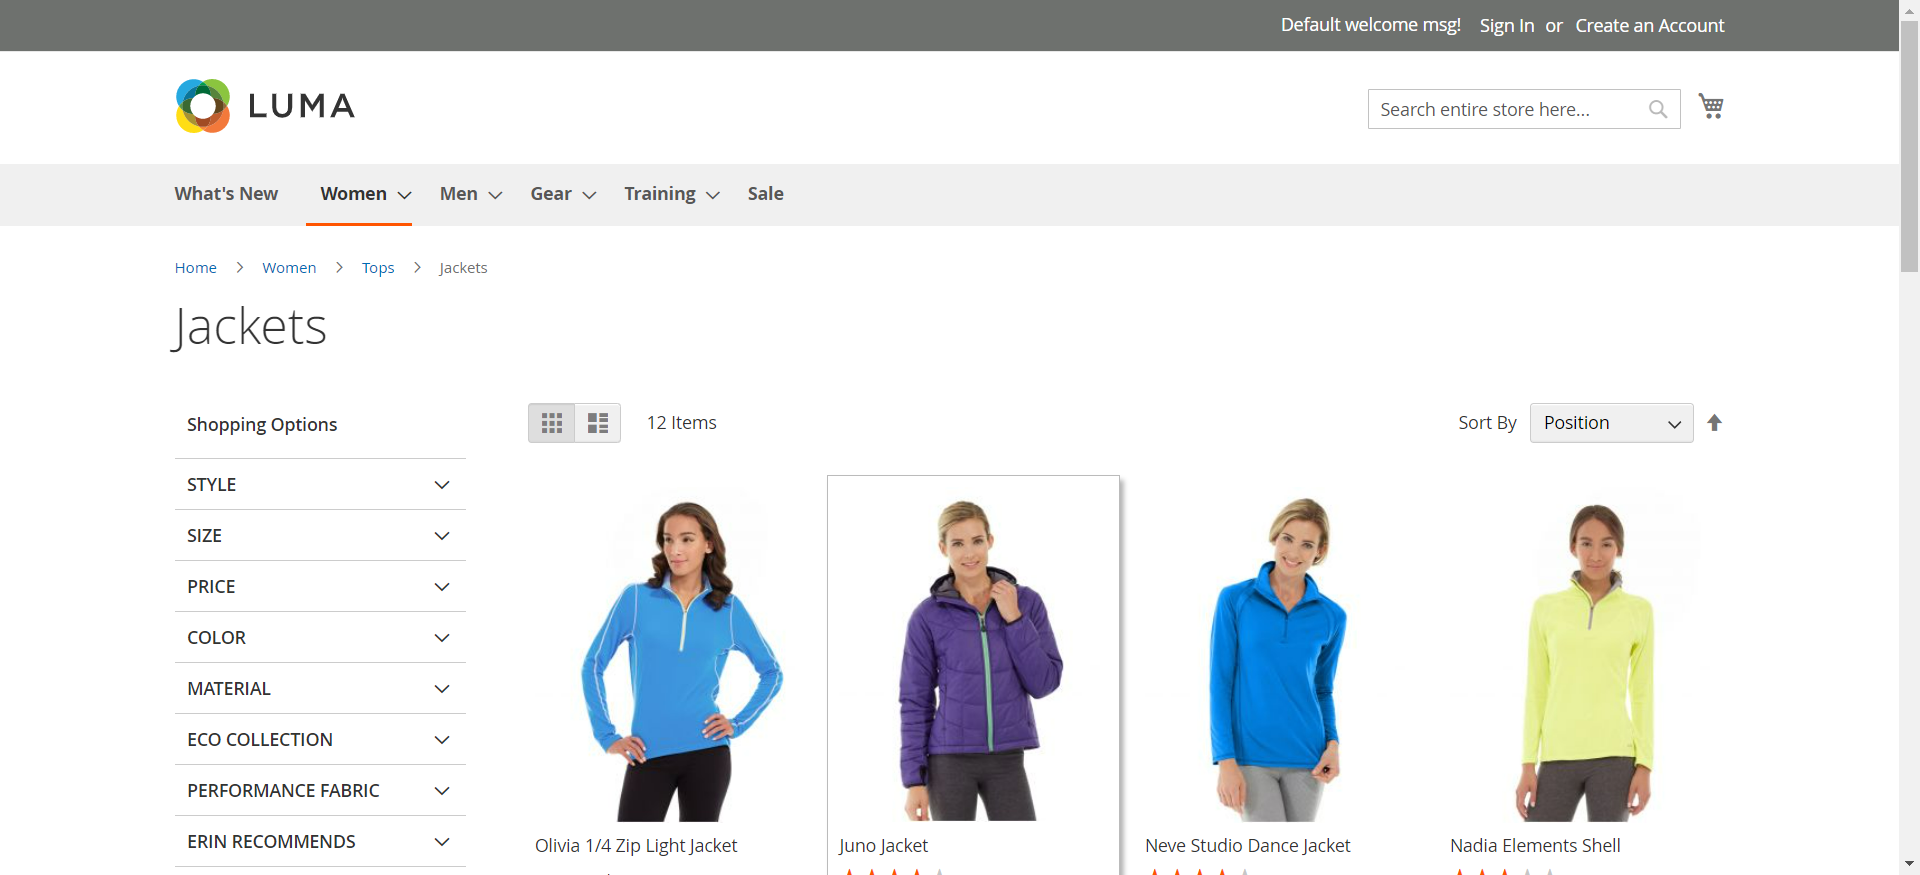 Default welcome msg! Sign In or Create an Account
LUMA
Search entire store here...
What's New Women Men Gear Training Sale
Home Women Tops Jackets
Jackets
Shopping Options
12 Items
Sort By Position
STYLE
SIZE
PRICE
COLOR
MATERIAL
ECO COLLECTION
PERFORMANCE FABRIC
ERIN RECOMMENDS
Olivia 1/4 Zip Light Jacket
Juno Jacket
Neve Studio Dance Jacket
Nadia Elements Shell